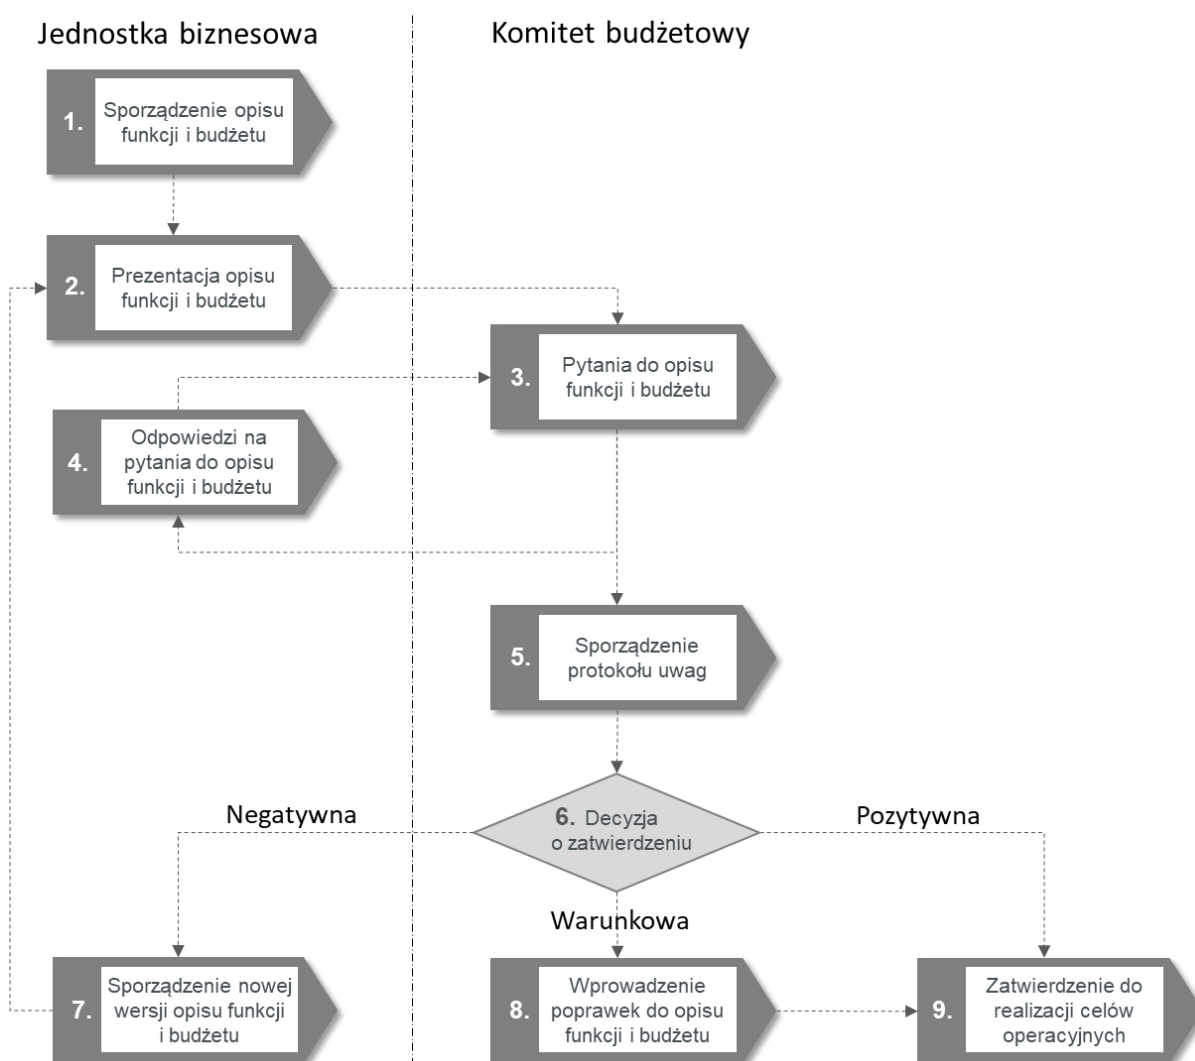 Jednostka biznesowa
Komitet budżetowy
1.
Sporządzenie opisu
funkcji i budżetu
2.
Prezentacja opisu
funkcji i budżetu
3.
Pytania do opisu
funkcji i budżetu
4.
Odpowiedzi na
pytania do opisu
funkcji i budżetu
5.
Sporządzenie
protokołu uwag
6. Decyzja
o zatwierdzeniu
Negatywna
Pozytywna
Warunkowa
7.
Sporządzenie nowej
wersji opisu funkcji
i budżetu
8.
Wprowadzenie
poprawek do opisu
funkcji i budżetu
9.
Zatwierdzenie do
realizacji celów
operacyjnych